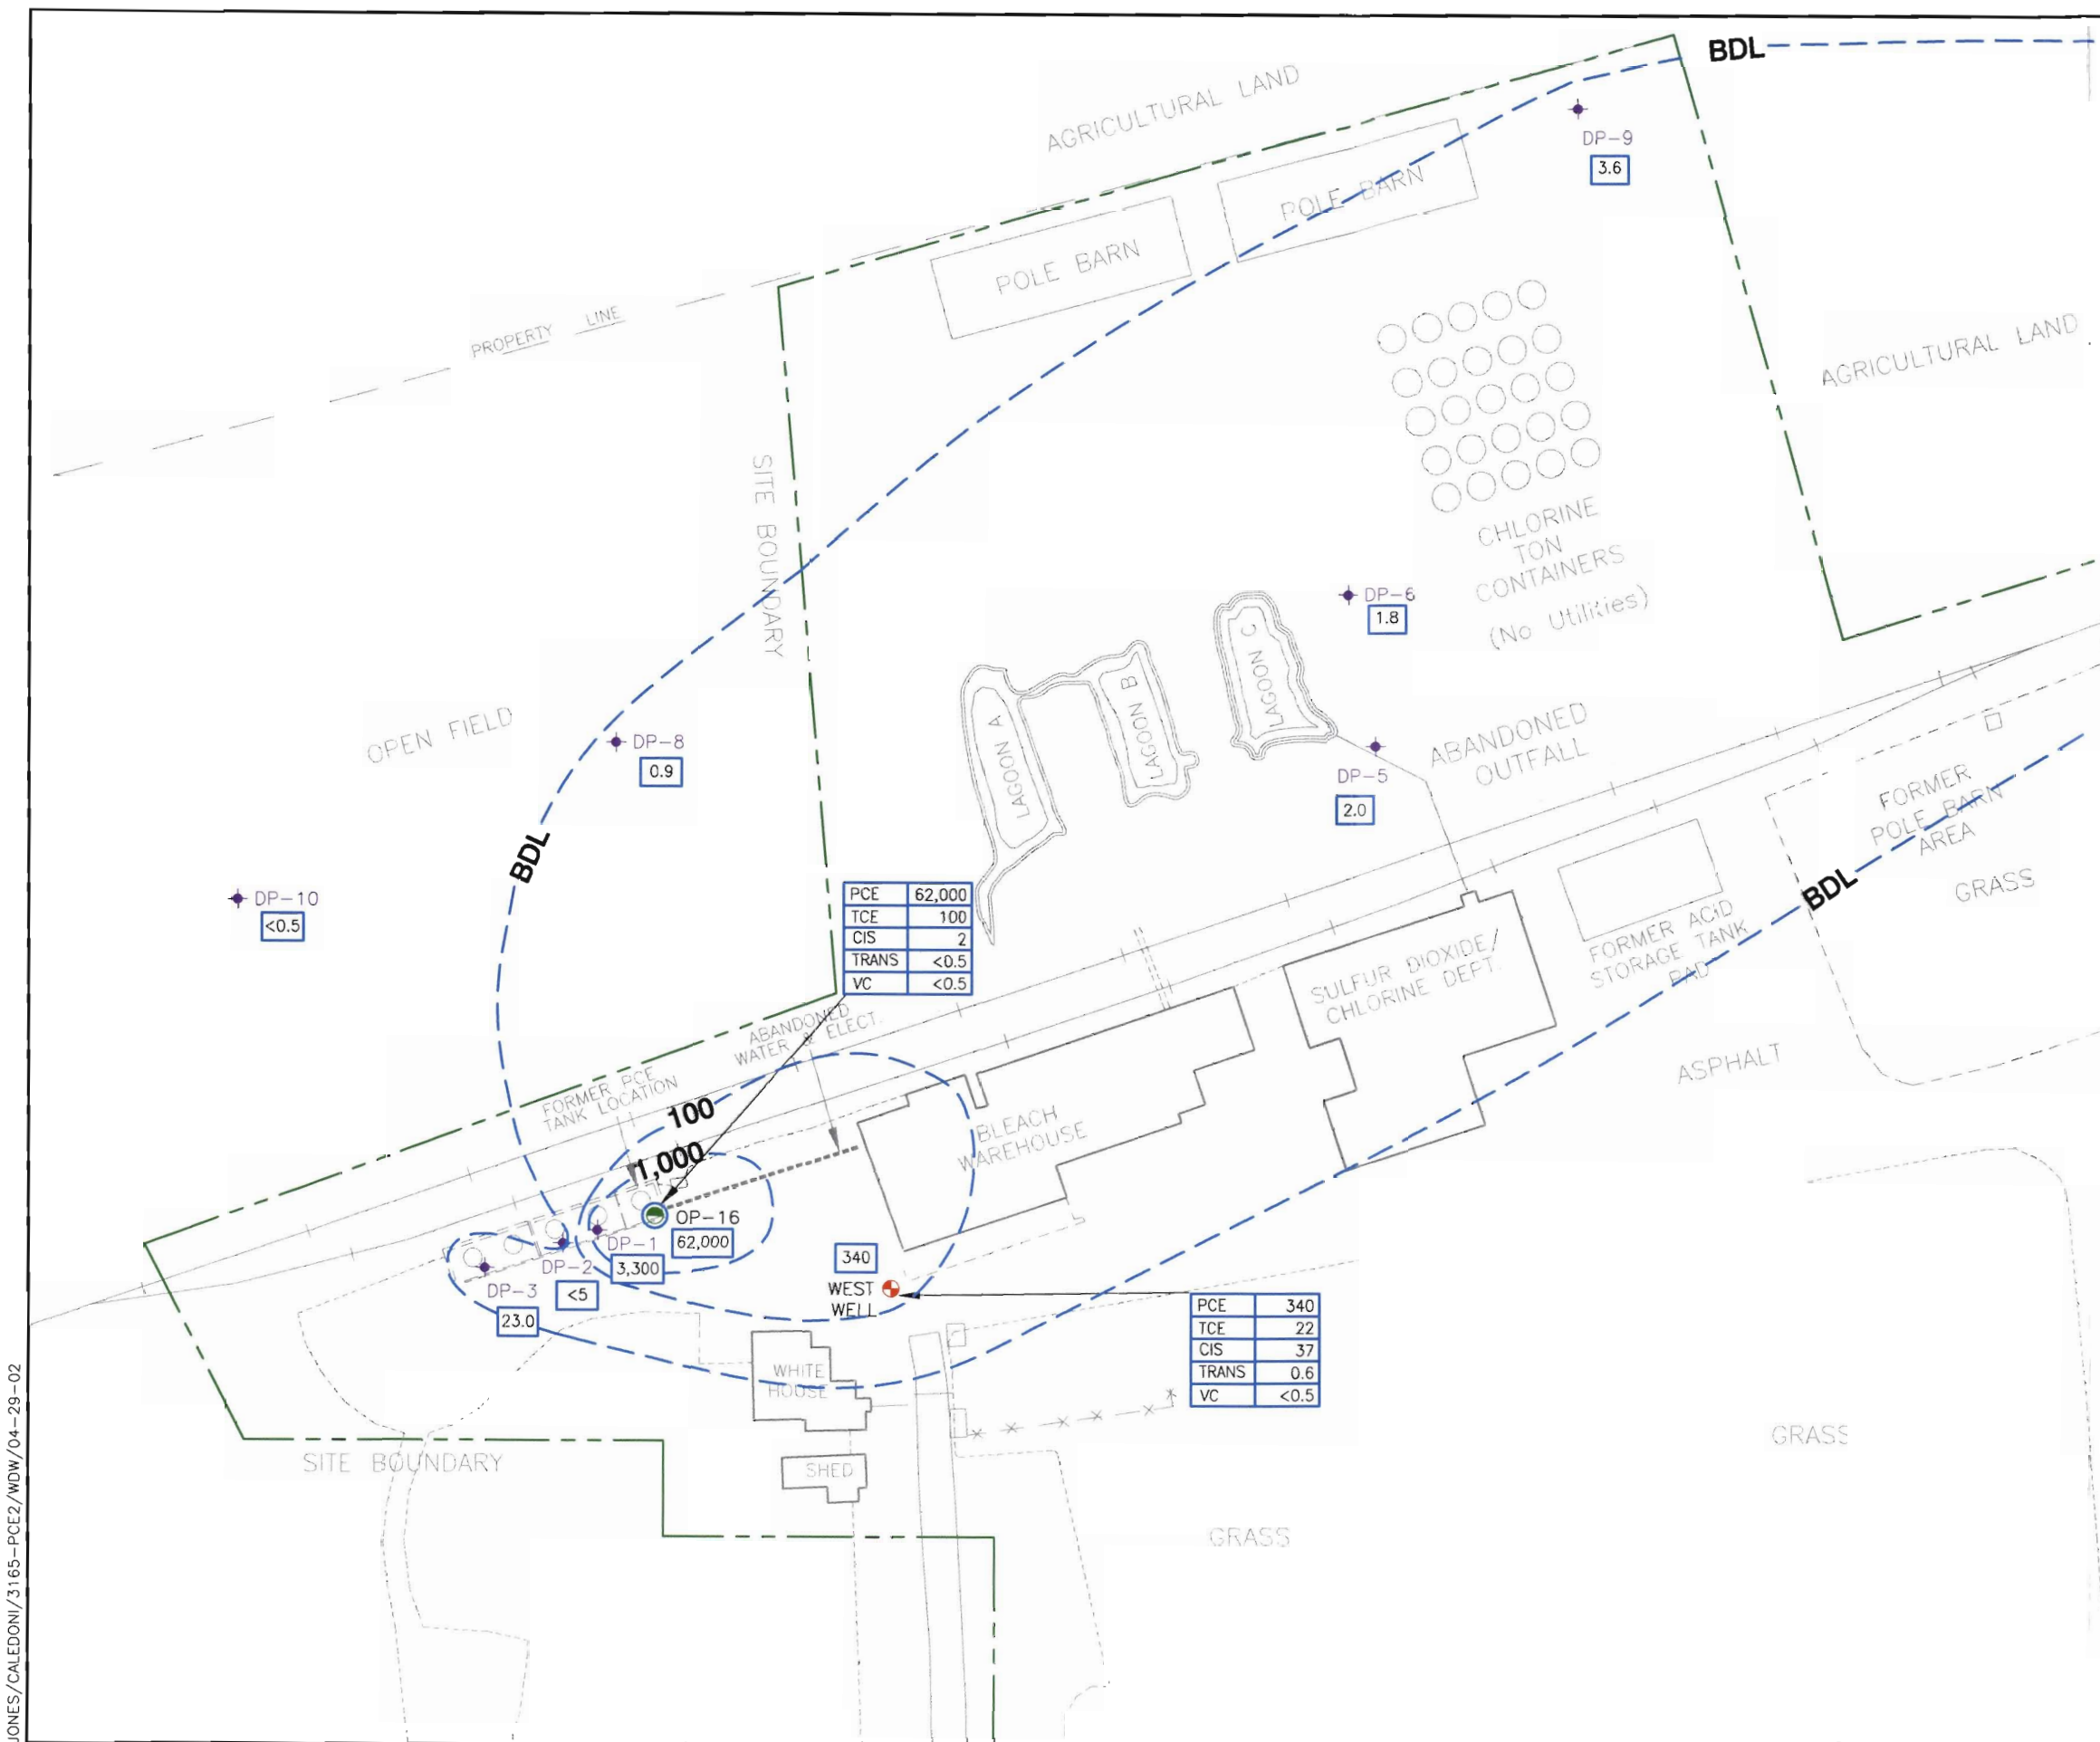 BDL
AGRICULTURAL LAND
DP-9
3.6
POLE BARN
POLE BARN
PROPERTY LINE
AGRICULTURAL LAND
SITE BOUNDARY
CHLORINE
TON
CONTAINERS
(No Utilities)
DP-6
1.8
LAGOON C
LAGOON B
LAGOON A
OPEN FIELD
DP-8
0.9
ABANDONED
OUTFALL
DP-5
2.0
FORMER
POLE BARN
AREA
GRASS
BDL
BDL
DP-10
<0.5
PCE 62,000
TCE 100
CIS 2
TRANS <0.5
VC <0.5
FORMER ACID
STORAGE TANK
PAD
SULFUR DIOXIDE/
CHLORINE DEPT.
ABANDONED
WATER & ELECT.
ASPHALT
FORMER PCE
TANK LOCATION
100
1,000
BLEACH
WAREHOUSE
OP-16
62,000
DP-1
3,300
DP-2
<5
DP-3
23.0
340
WEST
WELL
PCE 340
TCE 22
CIS 37
TRANS 0.6
VC <0.5
WHITE
HOUSE
SHED
SITE BOUNDARY
GRASS
GRASS
JONES/CALEDONI/3165-PCE2/WDW/04-29-02